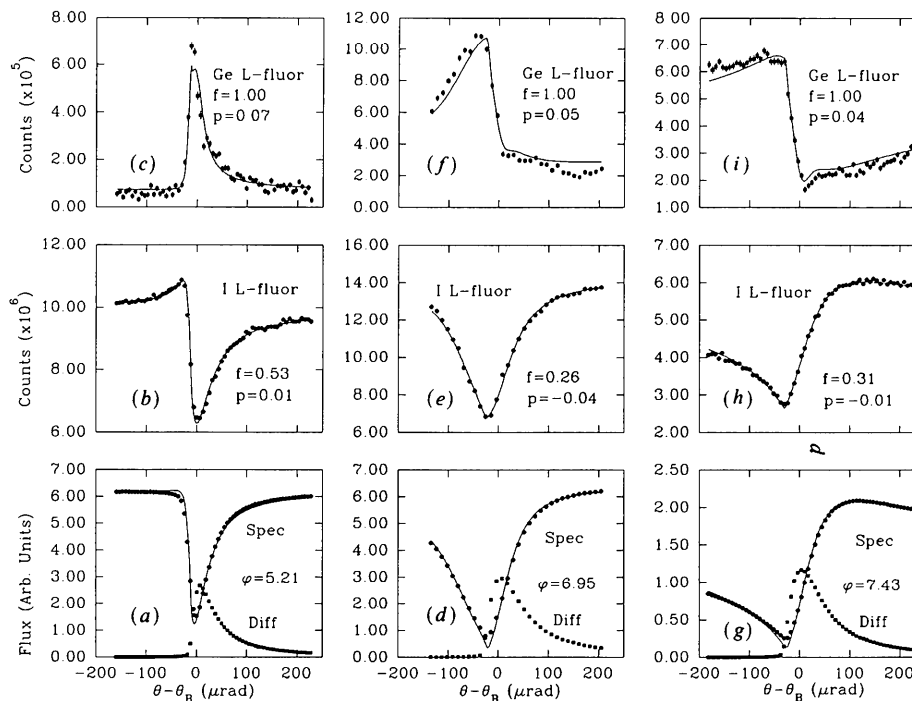 Counts (x10⁵)
8.00
6.00
4.00
2.00
0.00
Ge L-fluor
f=1.00
p=0.07
(c)
12.00
10.00
8.00
6.00
4.00
2.00
0.00
Ge L-fluor
f=1.00
p=0.05
(f)
8.00
7.00
6.00
5.00
4.00
3.00
2.00
1.00
Ge L-fluor
f=1.00
p=0.04
(i)
Counts (x10⁶)
12.00
10.00
8.00
6.00
I L-fluor
f=0.53
p=0.01
(b)
16.00
14.00
12.00
10.00
8.00
6.00
I L-fluor
f=0.26
p=-0.04
(e)
7.00
6.00
5.00
4.00
3.00
2.00
I L-fluor
f=0.31
p=-0.01
(h)
p
Flux (Arb. Units)
7.00
6.00
5.00
4.00
3.00
2.00
1.00
0.00
Spec
φ=5.21
Diff
(a)
7.00
6.00
5.00
4.00
3.00
2.00
1.00
0.00
Spec
φ=6.95
Diff
(d)
2.50
2.00
1.50
1.00
0.50
0.00
Spec
φ=7.43
Diff
(g)
-200 -100 0 100 200
-100 0 100 200
-100 0 100 200
θ-θB (μrad)
θ-θB (μrad)
θ-θB (μrad)